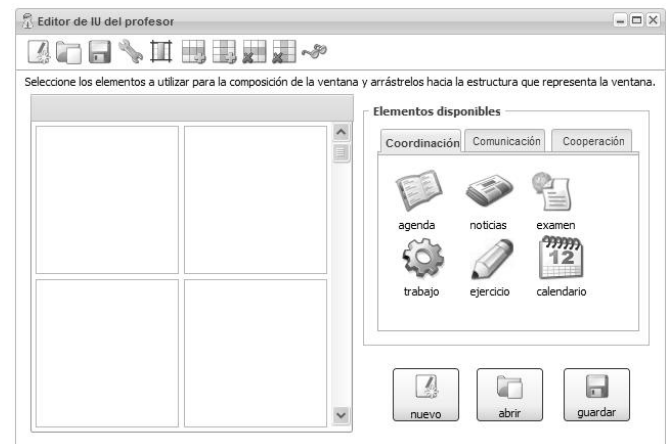 Editor de IU del profesor
Seleccione los elementos a utilizar para la composición de la ventana y arrástrelos hacia la estructura que representa la ventana.
Elementos disponibles
Coordinación Comunicación Cooperación
agenda noticias examen
12
trabajo ejercicio calendario
nuevo abrir guardar